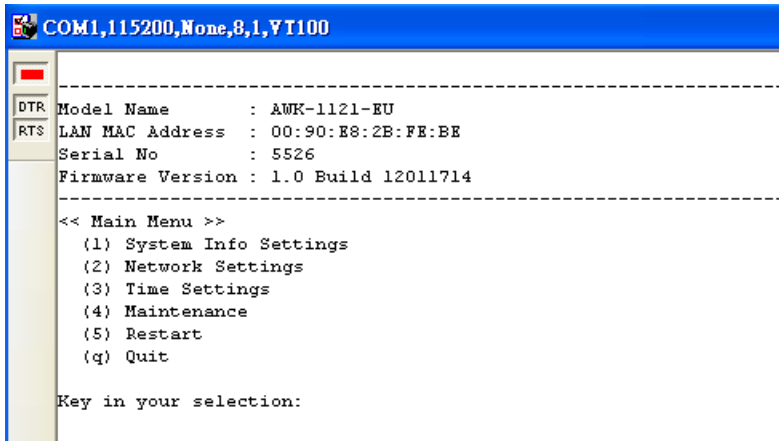 COM1,115200,None,8,1,VT100
DTR
RTS
--------------------------------------------------------------------------------
Model Name : AWK-1121-EU
LAN MAC Address : 00:90:E8:2B:FE:BE
Serial No : 5526
Firmware Version : 1.0 Build 12011714
--------------------------------------------------------------------------------
<< Main Menu >>
(1) System Info Settings
(2) Network Settings
(3) Time Settings
(4) Maintenance
(5) Restart
(q) Quit
Key in your selection: